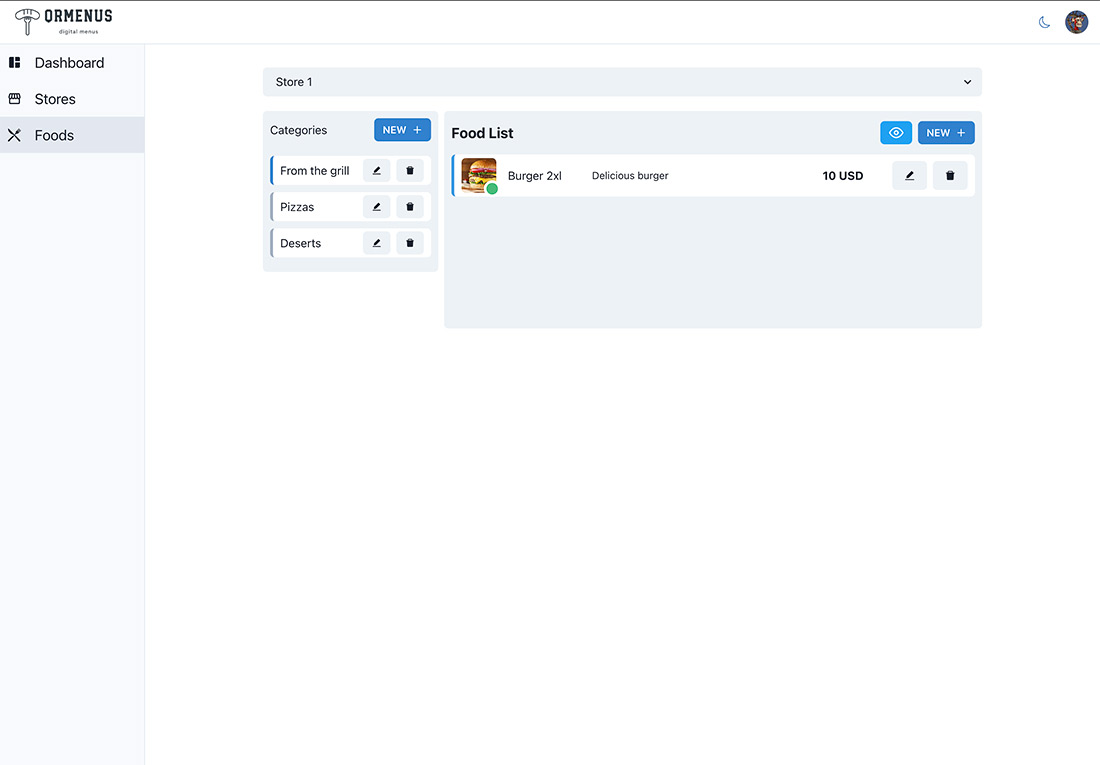 ORMENUS
digital menus
Dashboard
Stores
Foods
Store 1
Categories
NEW +
From the grill
Pizzas
Deserts
Food List
NEW +
Burger 2xl
Delicious burger
10 USD